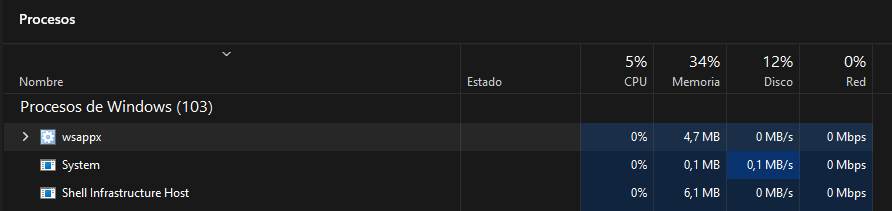 Procesos
5% 34% 12% 0%
Nombre Estado CPU Memoria Disco Red
Procesos de Windows (103)
wsappx 0% 4,7 MB 0 MB/s 0 Mbps
System 0% 0,1 MB 0,1 MB/s 0 Mbps
Shell Infrastructure Host 0% 6,1 MB 0 MB/s 0 Mbps